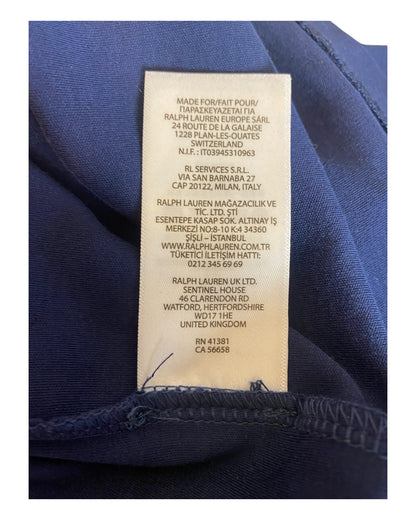 MADE FOR/FAIT POUR/
ΠΑΡΑΣΚΕΥΑΖΕΤΑΙ ΓΙΑ
RALPH LAUREN EUROPE SÁRL
24 ROUTE DE LA GALAISE
1228 PLAN-LES-OUATES
SWITZERLAND
N.I.F. : IT03945310963
RL SERVICES S.R.L.
VIA SAN BARNABA 27
CAP 20122, MILAN, ITALY
RALPH LAUREN MAĞAZACILIK VE
TİC. LTD. ŞTİ
ESENTEPE KASAP SOK. ALTINAY İŞ
MERKEZİ NO:8-10 K:4 34360
ŞİŞLİ – İSTANBUL
WWW.RALPHLAUREN.COM.TR
TÜKETİCİ İLETİŞİM HATTI:
0212 345 69 69
RALPH LAUREN UK LTD.
SENTINEL HOUSE
46 CLARENDON RD
WATFORD, HERTFORDSHIRE
WD17 1HE
UNITED KINGDOM
RN 41381
CA 56658